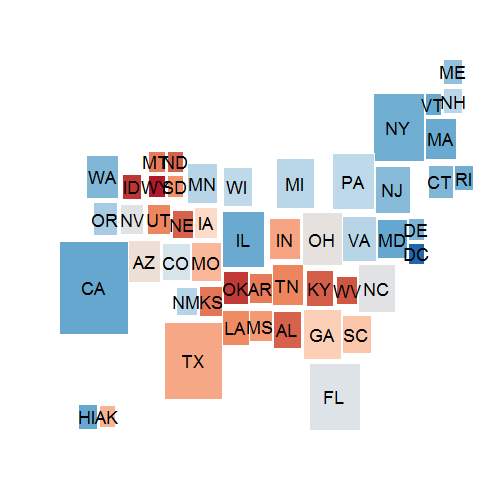 ME
VT NH
NY MA
MT ND
WA ID WY SD MN WI MI PA NJ CT RI
OR NV UT NE IA IL IN OH VA MD DE
DC
CA AZ CO MO
NM KS OK AR TN KY WV NC
LA MS AL GA SC
TX
FL
HI AK